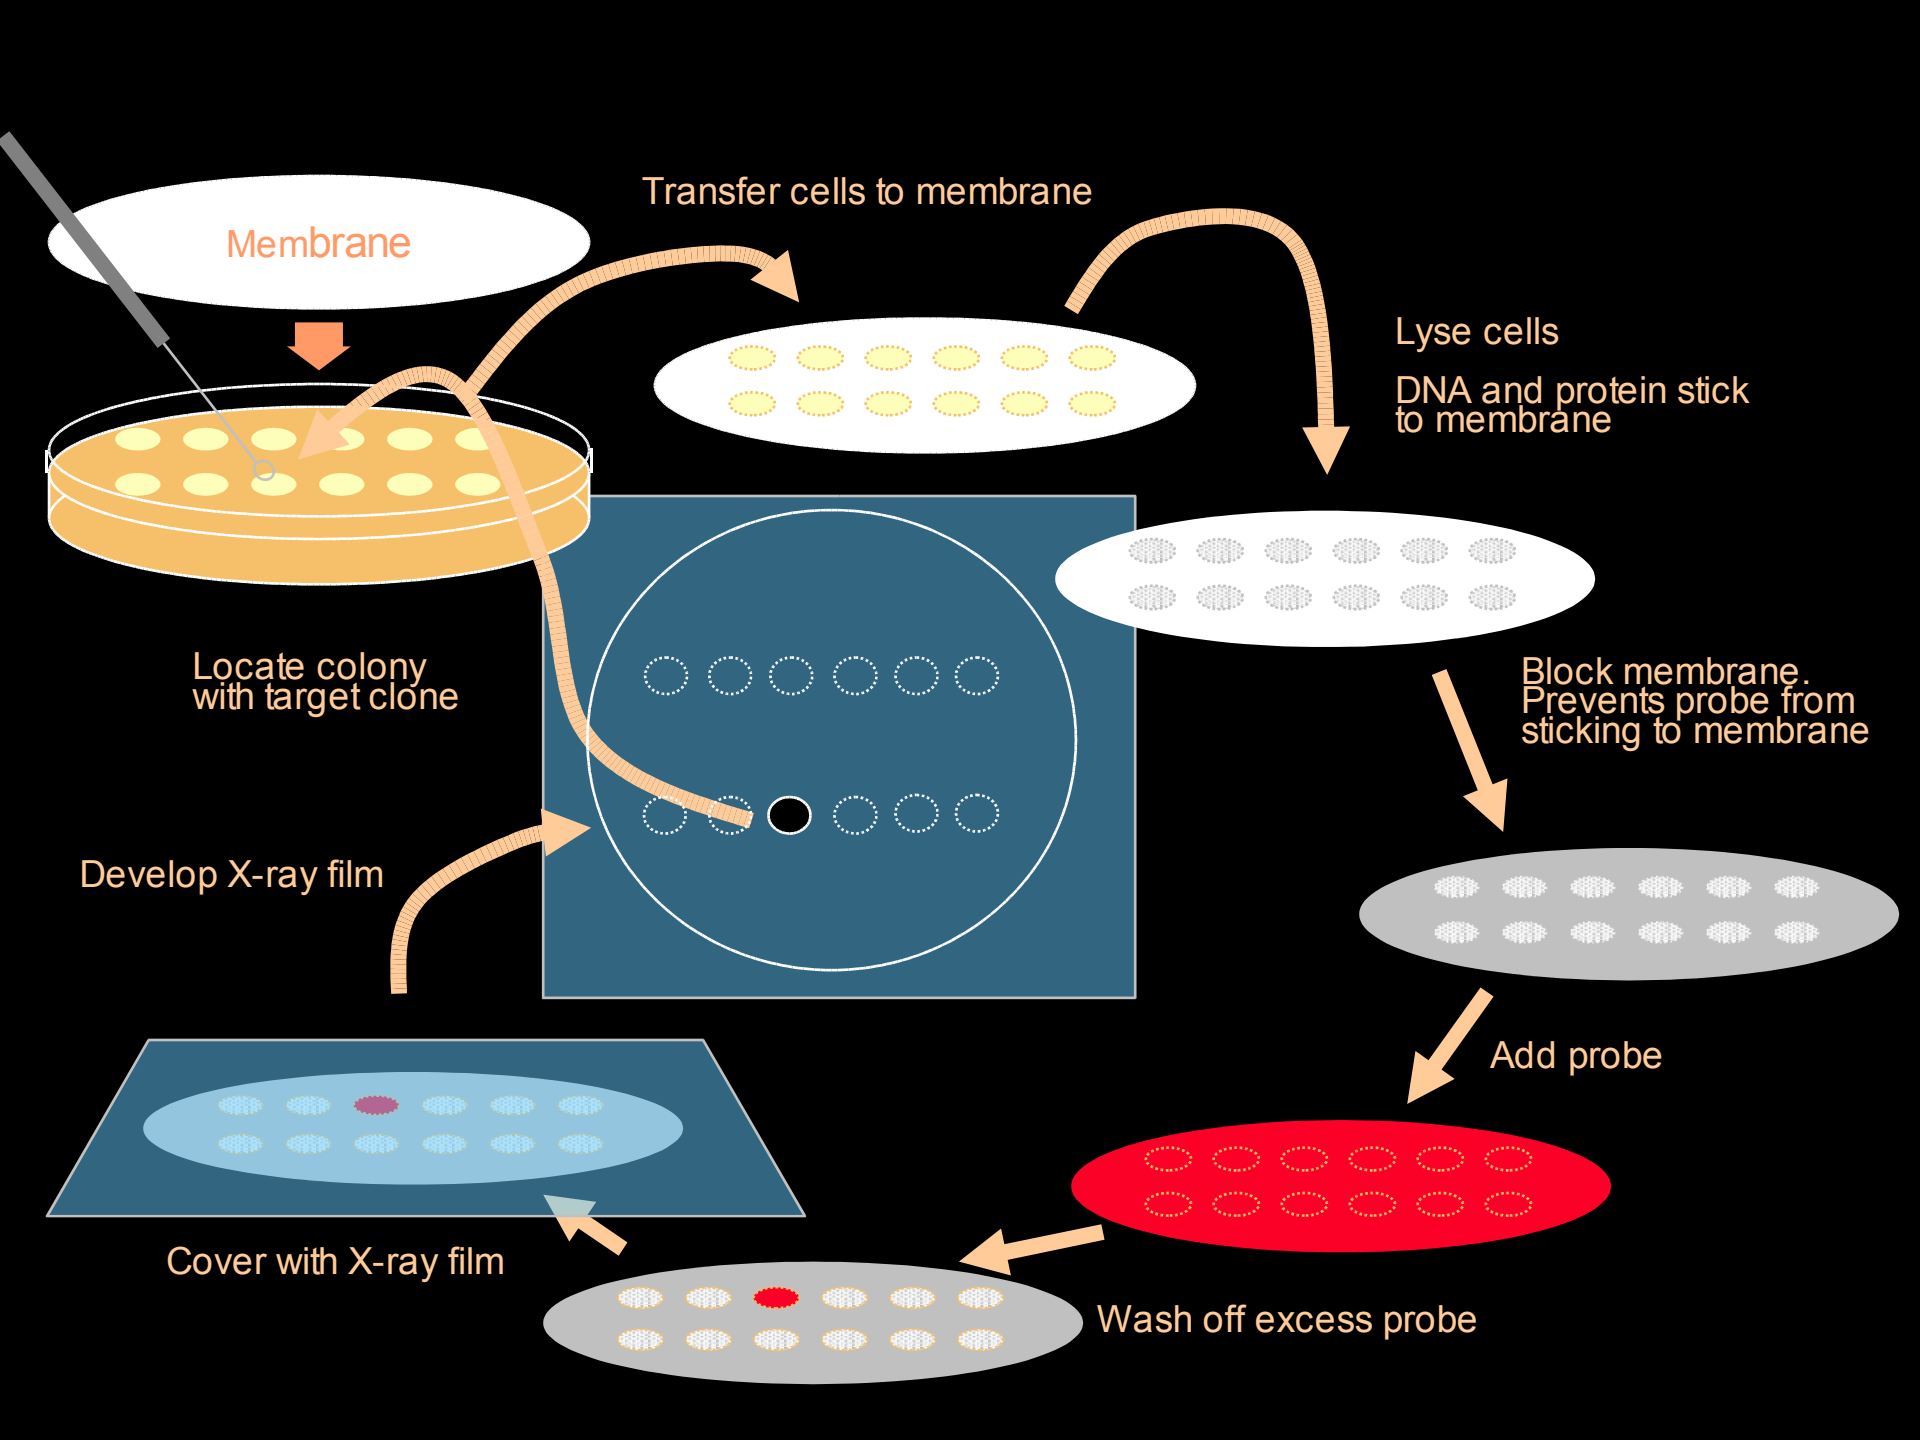 Membrane
Transfer cells to membrane
Lyse cells
DNA and protein stick
to membrane
Block membrane.
Prevents probe from
sticking to membrane
Add probe
Wash off excess probe
Cover with X-ray film
Develop X-ray film
Locate colony
with target clone